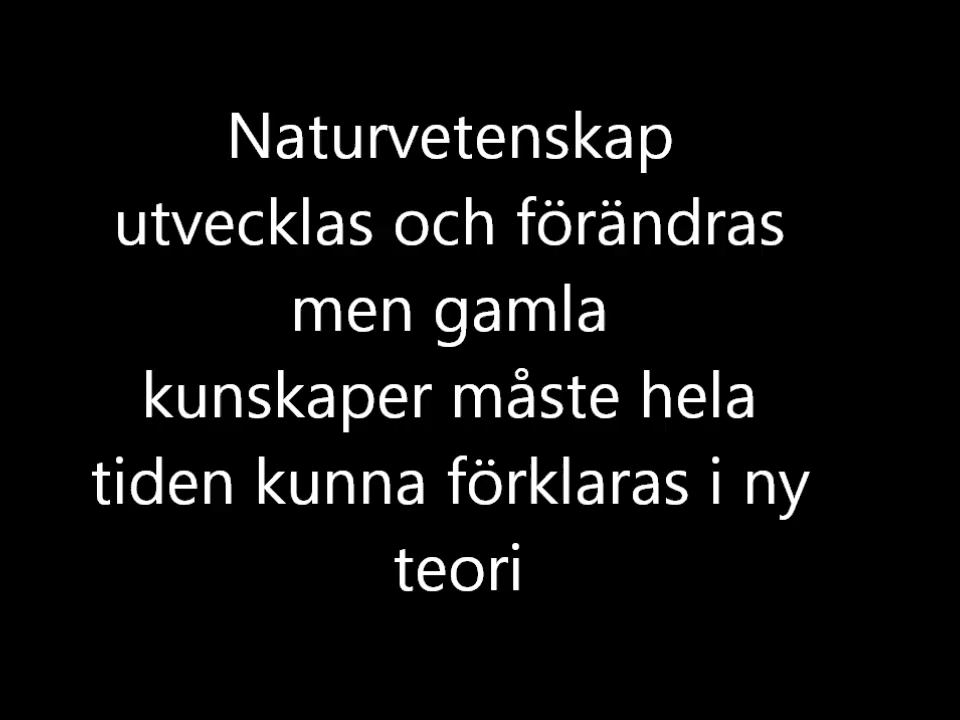 Naturvetenskap
utvecklas och förändras
men gamla
kunskaper måste hela
tiden kunna förklaras i ny
teori